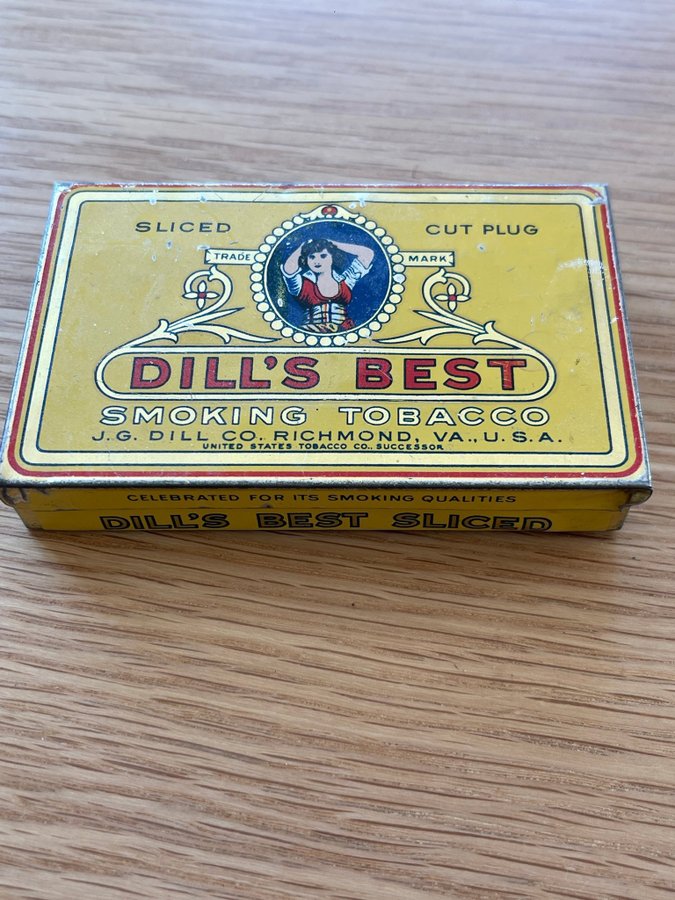 SLICED CUT PLUG
TRADE MARK
DILL'S BEST
SMOKING TOBACCO
J.G. DILL CO. RICHMOND, VA., U.S.A.
UNITED STATES TOBACCO CO., SUCCESSOR
CELEBRATED FOR ITS SMOKING QUALITIES
DILL'S BEST SLICED